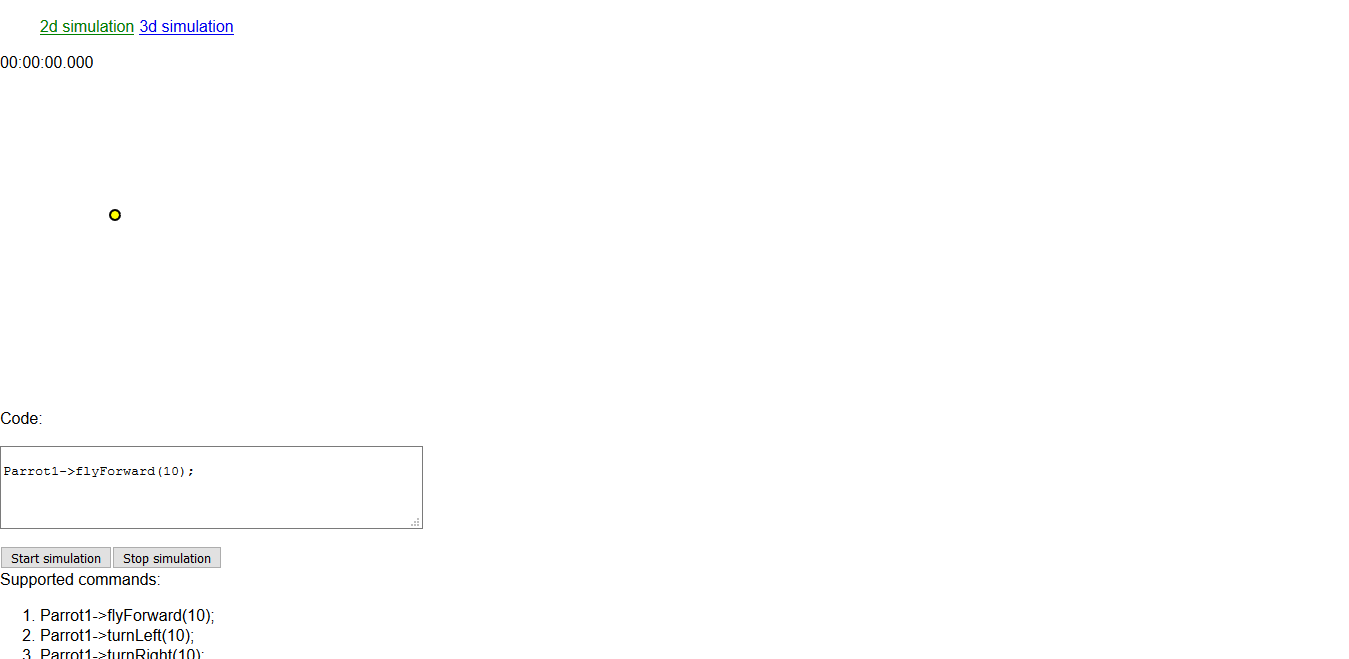 2d simulation 3d simulation
00:00:00.000
Code:
Parrot1->flyForward(10);
Start simulation Stop simulation
Supported commands:
1. Parrot1->flyForward(10);
2. Parrot1->turnLeft(10);
3. Parrot1->turnRight(10);